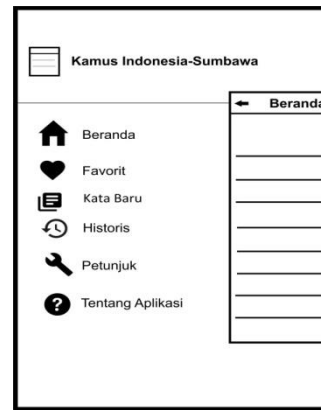 Kamus Indonesia-Sumbawa
Beranda
Beranda
Favorit
Kata Baru
Historis
Petunjuk
Tentang Aplikasi